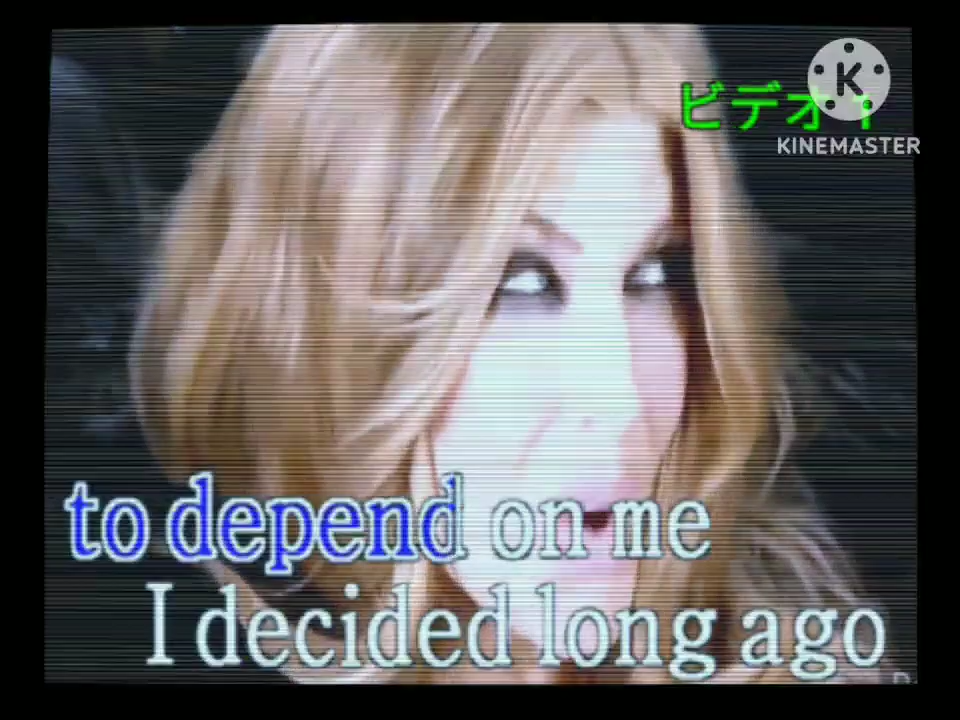 ビデオ 1
KINEMASTER
to depend on me
I decided long ago